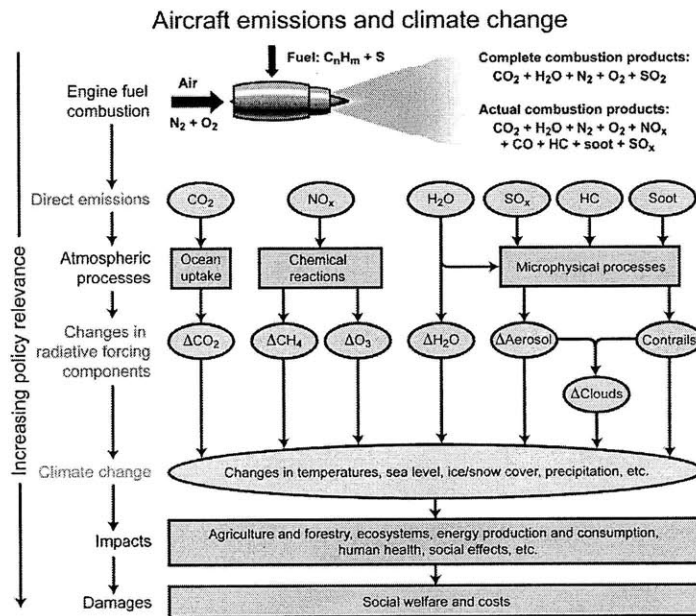 Aircraft emissions and climate change
Fuel: CnHm + S
Complete combustion products:
CO₂ + H₂O + N₂ + O₂ + SO₂
Engine fuel
combustion
Air
N₂ + O₂
Actual combustion products:
CO₂ + H₂O + N₂ + O₂ + NOₓ
+ CO + HC + soot + SOₓ
Increasing policy relevance
Direct emissions
CO₂
NOₓ
H₂O
SOₓ
HC
Soot
Atmospheric
processes
Ocean
uptake
Chemical
reactions
Microphysical processes
Changes in
radiative forcing
components
ΔCO₂
ΔCH₄
ΔO₃
ΔH₂O
ΔAerosol
Contrails
ΔClouds
Climate change
Changes in temperatures, sea level, ice/snow cover, precipitation, etc.
Impacts
Agriculture and forestry, ecosystems, energy production and consumption,
human health, social effects, etc.
Damages
Social welfare and costs